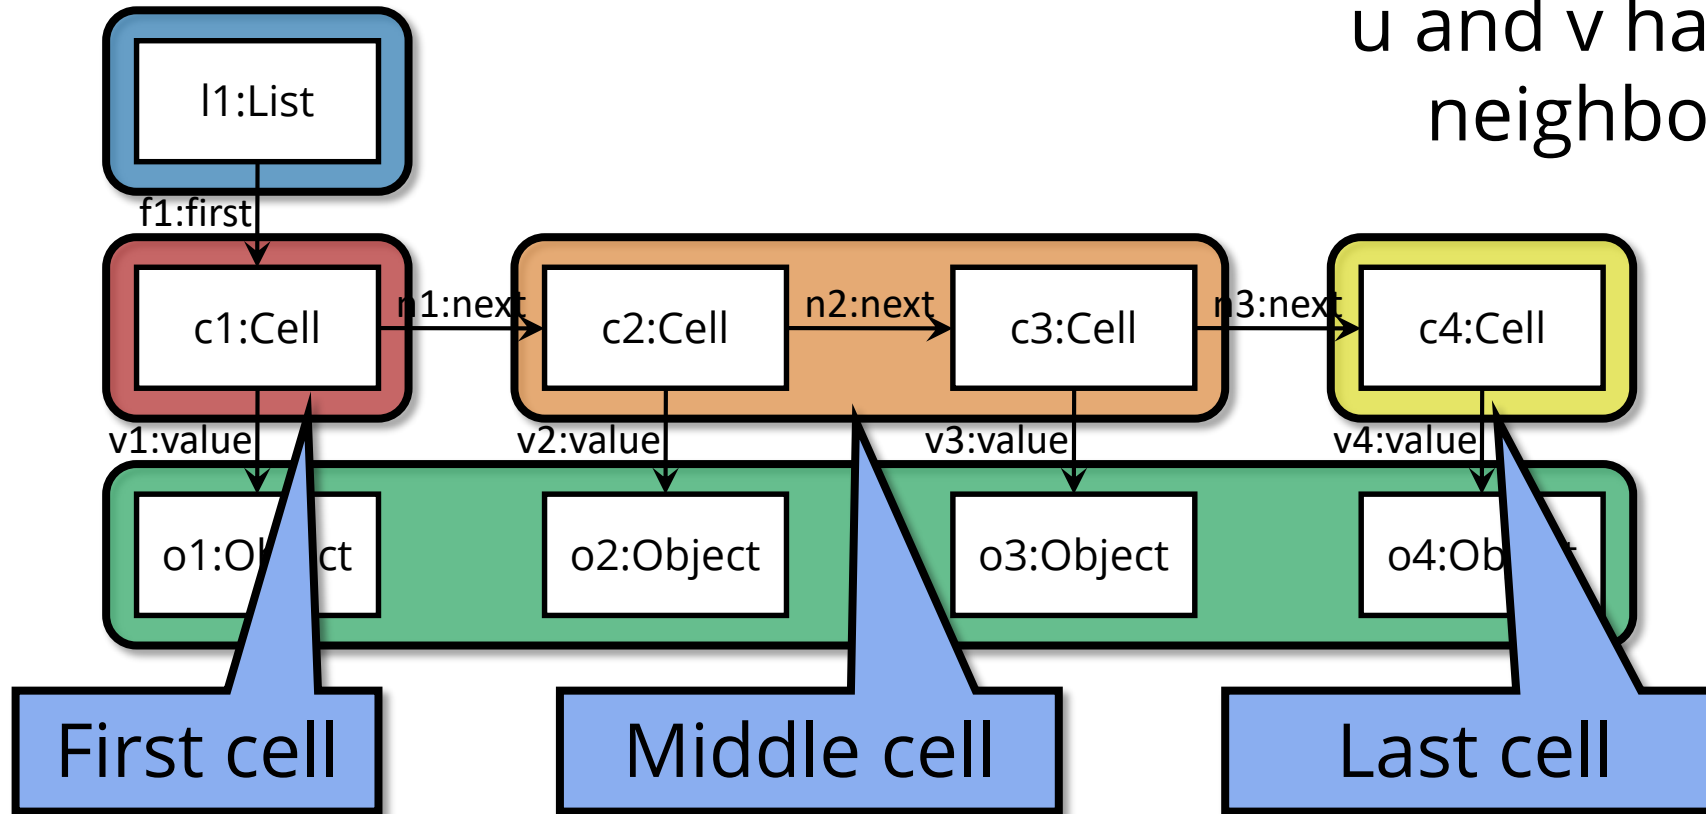 u and v ha
neighbo
l1:List
f1:first
c1:Cell
n1:next
c2:Cell
n2:next
c3:Cell
n3:next
c4:Cell
v1:value
v2:value
v3:value
v4:value
o2:Object
o3:Object
First cell
Middle cell
Last cell